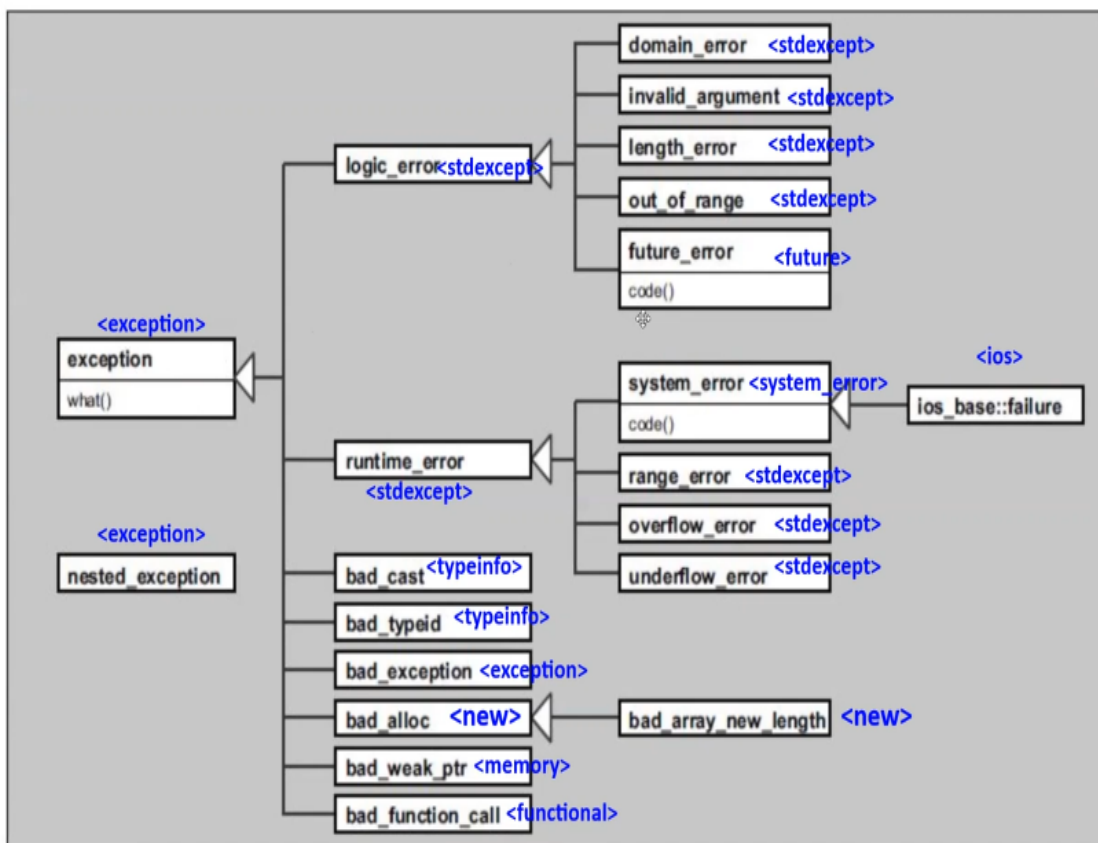 domain_error <stdexcept>
invalid_argument <stdexcept>
length_error <stdexcept>
logic_error <stdexcept>
out_of_range <stdexcept>
future_error <future>
code()
<exception>
exception
what()
<ios>
system_error <system_error>
ios_base::failure
code()
runtime_error
<stdexcept>
range_error <stdexcept>
overflow_error <stdexcept>
underflow_error <stdexcept>
<exception>
nested_exception
bad_cast <typeinfo>
bad_typeid <typeinfo>
bad_exception <exception>
bad_alloc <new>
bad_array_new_length <new>
bad_weak_ptr <memory>
bad_function_call <functional>